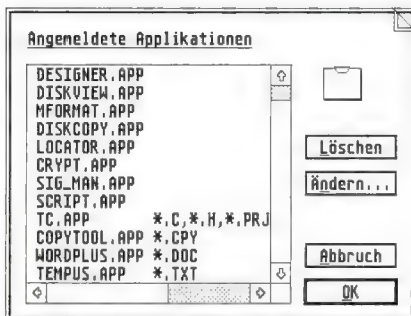 Angemeldete Applikationen
DESIGNER.APP
DISKVIEW.APP
MFORMAT.APP
DISKCOPY.APP
LOCATOR.APP
CRYPT.APP
SIG_MAN.APP
SCRIPT.APP
TC.APP *.C,*.H,*.PRJ
COPYTOOL.APP *.CPY
WORDPLUS.APP *.DOC
TEMPUS.APP *.TXT
Löschen
Ändern...
Abbruch
OK